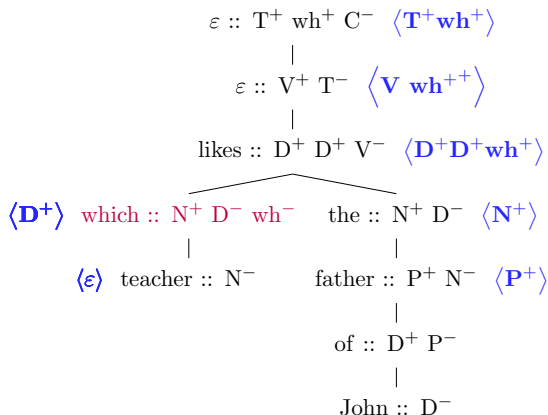 ε :: T⁺ wh⁺ C⁻ ⟨T⁺wh⁺⟩
ε :: V⁺ T⁻ ⟨V wh⁺⁺⟩
likes :: D⁺ D⁺ V⁻ ⟨D⁺D⁺wh⁺⟩
⟨D⁺⟩ which :: N⁺ D⁻ wh⁻ the :: N⁺ D⁻ ⟨N⁺⟩
⟨ε⟩ teacher :: N⁻ father :: P⁺ N⁻ ⟨P⁺⟩
of :: D⁺ P⁻
John :: D⁻